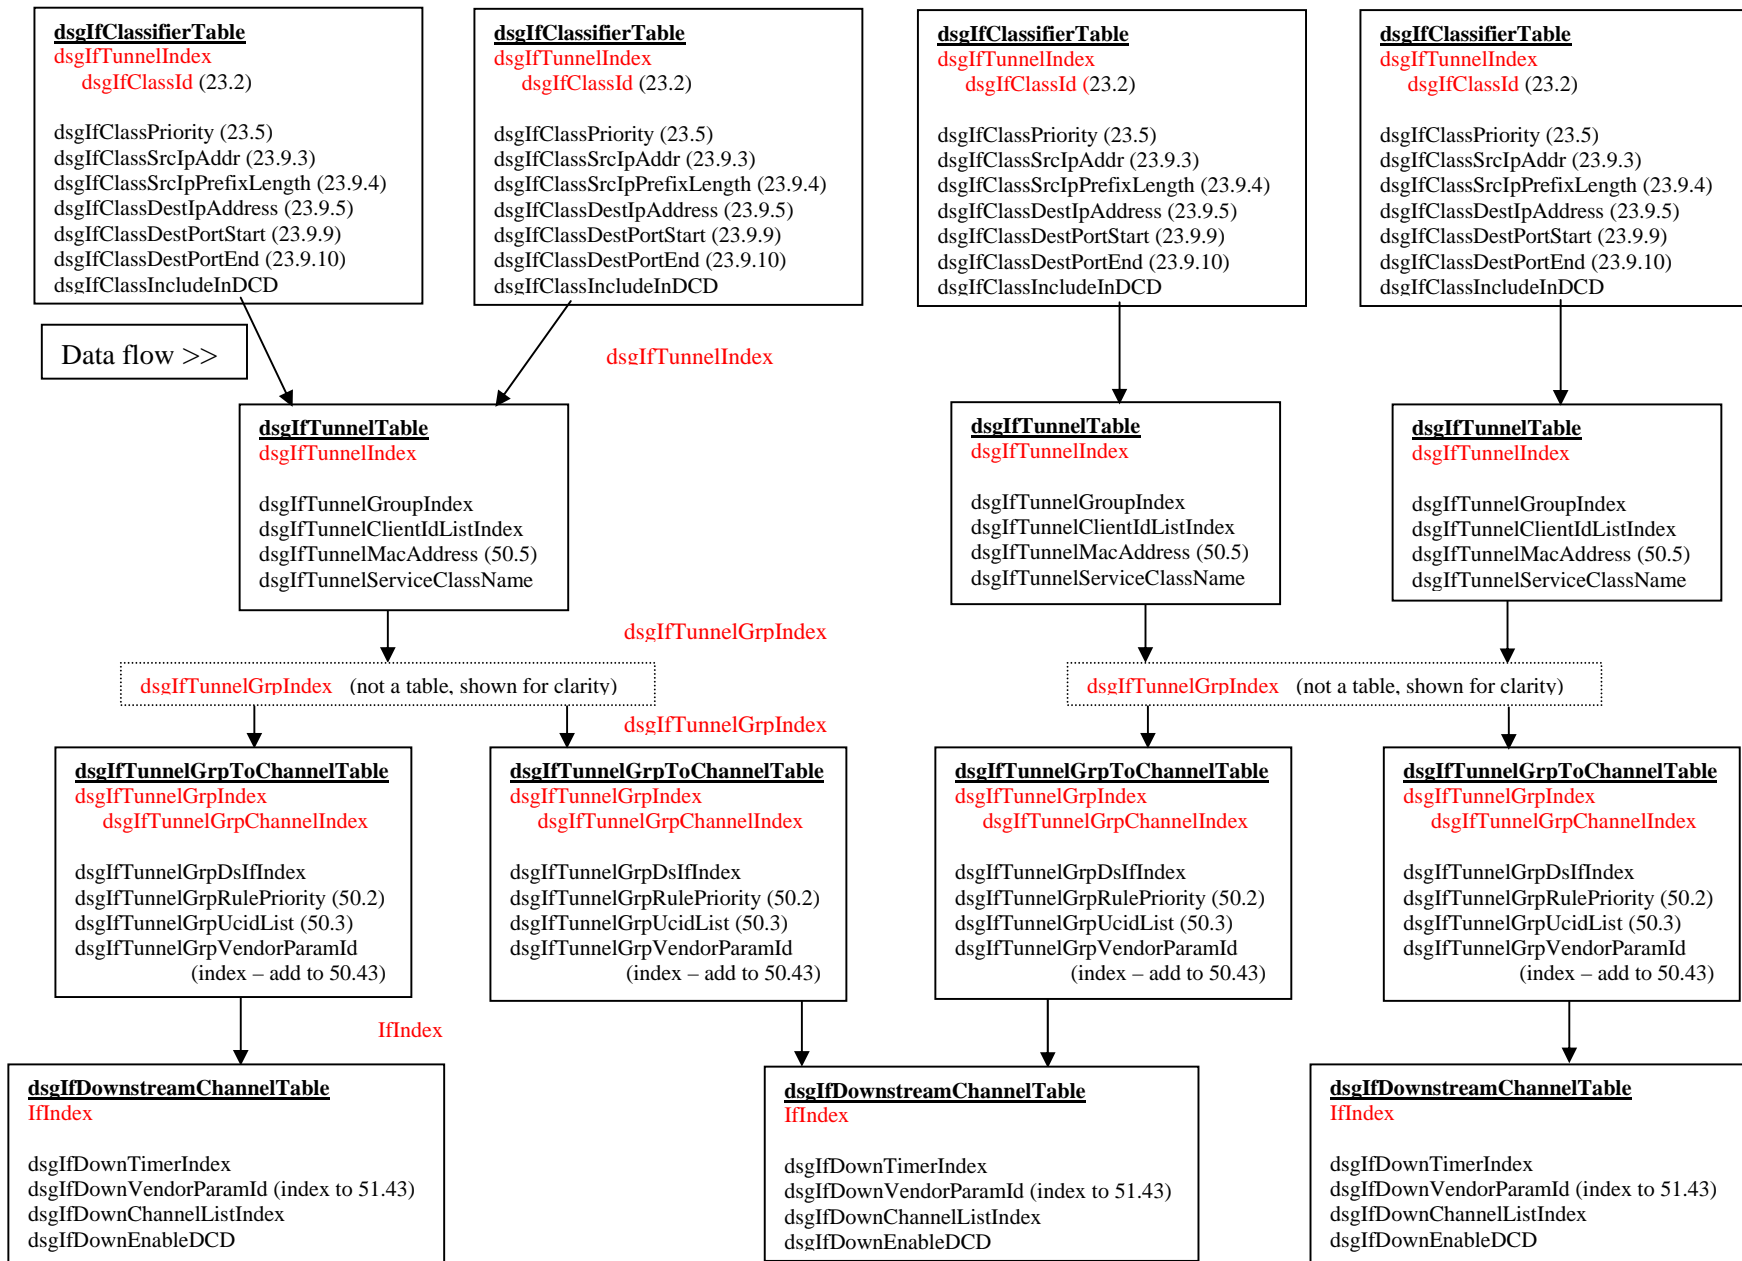 dsgIfClassifierTable
dsgIfTunnelIndex
dsgIfClassId (23.2)
dsgIfClassPriority (23.5)
dsgIfClassSrcIpAddr (23.9.3)
dsgIfClassSrcIpPrefixLength (23.9.4)
dsgIfClassDestIpAddress (23.9.5)
dsgIfClassDestPortStart (23.9.9)
dsgIfClassDestPortEnd (23.9.10)
dsgIfClassIncludeInDCD
dsgIfClassifierTable
dsgIfTunnelIndex
dsgIfClassId (23.2)
dsgIfClassPriority (23.5)
dsgIfClassSrcIpAddr (23.9.3)
dsgIfClassSrcIpPrefixLength (23.9.4)
dsgIfClassDestIpAddress (23.9.5)
dsgIfClassDestPortStart (23.9.9)
dsgIfClassDestPortEnd (23.9.10)
dsgIfClassIncludeInDCD
dsgIfClassifierTable
dsgIfTunnelIndex
dsgIfClassId (23.2)
dsgIfClassPriority (23.5)
dsgIfClassSrcIpAddr (23.9.3)
dsgIfClassSrcIpPrefixLength (23.9.4)
dsgIfClassDestIpAddress (23.9.5)
dsgIfClassDestPortStart (23.9.9)
dsgIfClassDestPortEnd (23.9.10)
dsgIfClassIncludeInDCD
dsgIfClassifierTable
dsgIfTunnelIndex
dsgIfClassId (23.2)
dsgIfClassPriority (23.5)
dsgIfClassSrcIpAddr (23.9.3)
dsgIfClassSrcIpPrefixLength (23.9.4)
dsgIfClassDestIpAddress (23.9.5)
dsgIfClassDestPortStart (23.9.9)
dsgIfClassDestPortEnd (23.9.10)
dsgIfClassIncludeInDCD
Data flow >>
dsgIfTunnelIndex
dsgIfTunnelTable
dsgIfTunnelIndex
dsgIfTunnelGroupIndex
dsgIfTunnelClientIdListIndex
dsgIfTunnelMacAddress (50.5)
dsgIfTunnelServiceClassName
dsgIfTunnelTable
dsgIfTunnelIndex
dsgIfTunnelGroupIndex
dsgIfTunnelClientIdListIndex
dsgIfTunnelMacAddress (50.5)
dsgIfTunnelServiceClassName
dsgIfTunnelTable
dsgIfTunnelIndex
dsgIfTunnelGroupIndex
dsgIfTunnelClientIdListIndex
dsgIfTunnelMacAddress (50.5)
dsgIfTunnelServiceClassName
dsgIfTunnelGrpIndex
dsgIfTunnelGrpIndex (not a table, shown for clarity)
dsgIfTunnelGrpIndex (not a table, shown for clarity)
dsgIfTunnelGrpIndex
dsgIfTunnelGrpToChannelTable
dsgIfTunnelGrpIndex
dsgIfTunnelGrpChannelIndex
dsgIfTunnelGrpDsIfIndex
dsgIfTunnelGrpRulePriority (50.2)
dsgIfTunnelGrpUcidList (50.3)
dsgIfTunnelGrpVendorParamId
(index – add to 50.43)
dsgIfTunnelGrpToChannelTable
dsgIfTunnelGrpIndex
dsgIfTunnelGrpChannelIndex
dsgIfTunnelGrpDsIfIndex
dsgIfTunnelGrpRulePriority (50.2)
dsgIfTunnelGrpUcidList (50.3)
dsgIfTunnelGrpVendorParamId
(index – add to 50.43)
dsgIfTunnelGrpToChannelTable
dsgIfTunnelGrpIndex
dsgIfTunnelGrpChannelIndex
dsgIfTunnelGrpDsIfIndex
dsgIfTunnelGrpRulePriority (50.2)
dsgIfTunnelGrpUcidList (50.3)
dsgIfTunnelGrpVendorParamId
(index – add to 50.43)
dsgIfTunnelGrpToChannelTable
dsgIfTunnelGrpIndex
dsgIfTunnelGrpChannelIndex
dsgIfTunnelGrpDsIfIndex
dsgIfTunnelGrpRulePriority (50.2)
dsgIfTunnelGrpUcidList (50.3)
dsgIfTunnelGrpVendorParamId
(index – add to 50.43)
IfIndex
dsgIfDownstreamChannelTable
IfIndex
dsgIfDownTimerIndex
dsgIfDownVendorParamId (index to 51.43)
dsgIfDownChannelListIndex
dsgIfDownEnableDCD
dsgIfDownstreamChannelTable
IfIndex
dsgIfDownTimerIndex
dsgIfDownVendorParamId (index to 51.43)
dsgIfDownChannelListIndex
dsgIfDownEnableDCD
dsgIfDownstreamChannelTable
IfIndex
dsgIfDownTimerIndex
dsgIfDownVendorParamId (index to 51.43)
dsgIfDownChannelListIndex
dsgIfDownEnableDCD